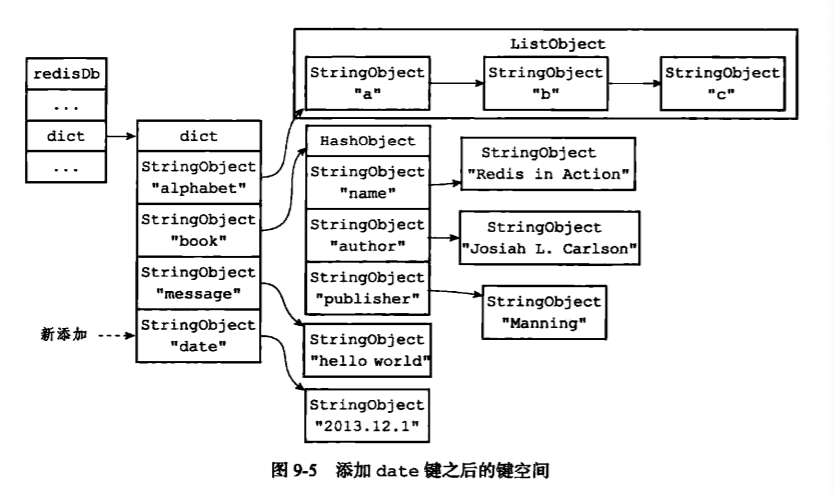 ListObject
StringObject
"a"
StringObject
"b"
StringObject
"c"
redisDb
...
dict
...
dict
StringObject
"alphabet"
StringObject
"book"
StringObject
"message"
新添加
StringObject
"date"
HashObject
StringObject
"name"
StringObject
"author"
StringObject
"publisher"
StringObject
"Redis in Action"
StringObject
"Josiah L. Carlson"
StringObject
"Manning"
StringObject
"hello world"
StringObject
"2013.12.1"
图 9-5 添加 date 键之后的键空间